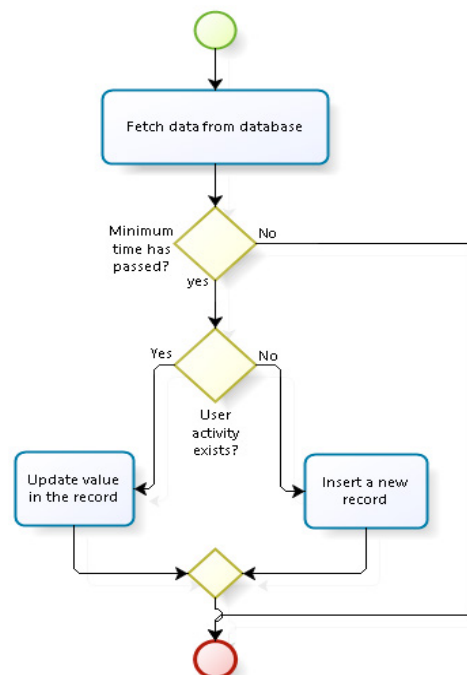 Fetch data from database
Minimum
time has
passed?
No
yes
Yes
No
User
activity
exists?
Update value
in the record
Insert a new
record